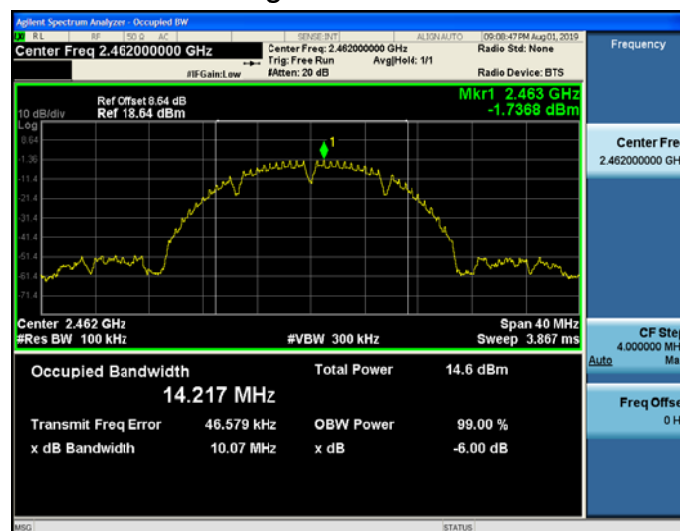 Agilent Spectrum Analyzer - Occupied BW
RL RF 50 Ω AC SENSE:INT ALIGN AUTO 09:08:47 PM Aug 01, 2019
Center Freq 2.462000000 GHz
Center Freq: 2.462000000 GHz
Radio Std: None
Trig: Free Run Avg|Hold: 1/1
#IFGain:Low #Atten: 20 dB Radio Device: BTS
Frequency
Ref Offset 8.64 dB
Ref 18.64 dBm
10 dB/div
Log
Mkr1 2.463 GHz
-1.7368 dBm
8.64
-1.36
-11.4
-21.4
-31.4
-41.4
-51.4
-61.4
-71.4
1
Center 2.462 GHz Span 40 MHz
#Res BW 100 kHz #VBW 300 kHz Sweep 3.867 ms
Occupied Bandwidth Total Power 14.6 dBm
14.217 MHz
Transmit Freq Error 46.579 kHz OBW Power 99.00 %
x dB Bandwidth 10.07 MHz x dB -6.00 dB
Center Fre
2.462000000 GH
CF Ste
4.000000 MH
Auto Ma
Freq Offse
0 H
MSG STATUS